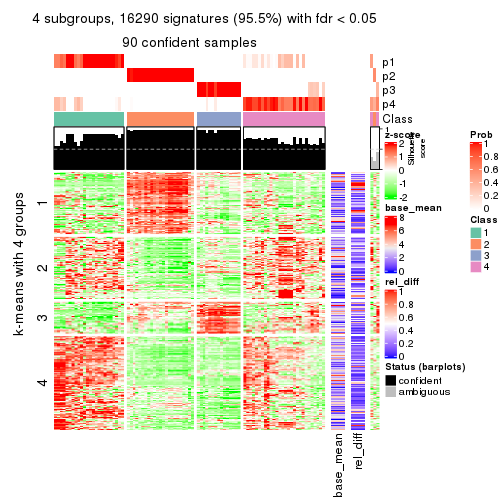 4 subgroups, 16290 signatures (95.5%) with fdr < 0.05
90 confident samples
p1
p2
p3
p4
Class
1
Silhouette
score
k-means with 4 groups
1
2
3
4
base_mean
rel_diff
z-score
2
1
0
-1
-2
base_mean
8
6
4
2
0
rel_diff
1
0.8
0.6
0.4
0.2
0
Status (barplots)
confident
ambiguous
Prob
1
0.8
0.6
0.4
0.2
0
Class
1
2
3
4